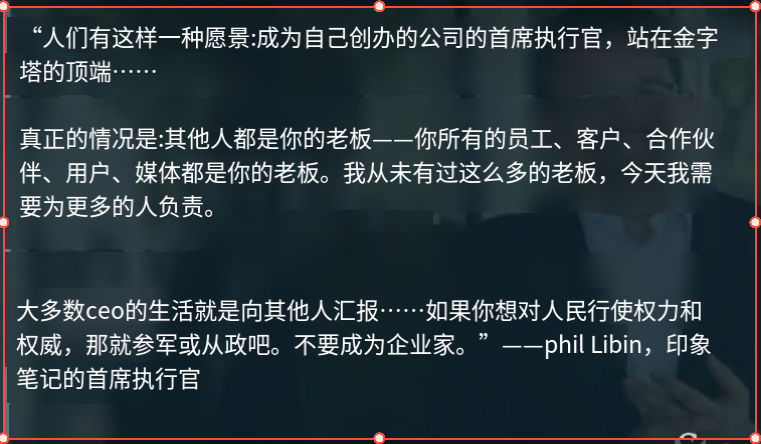 “人们有这样一种愿景:成为自己创办的公司的首席执行官，站在金字
塔的顶端……
真正的情况是:其他人都是你的老板——你所有的员工、客户、合作伙
伴、用户、媒体都是你的老板。我从未有过这么多的老板，今天我需
要为更多的人负责。
大多数ceo的生活就是向其他人汇报……如果你想对人民行使权力和
权威，那就参军或从政吧。不要成为企业家。”——phil Libin，印象
笔记的首席执行官